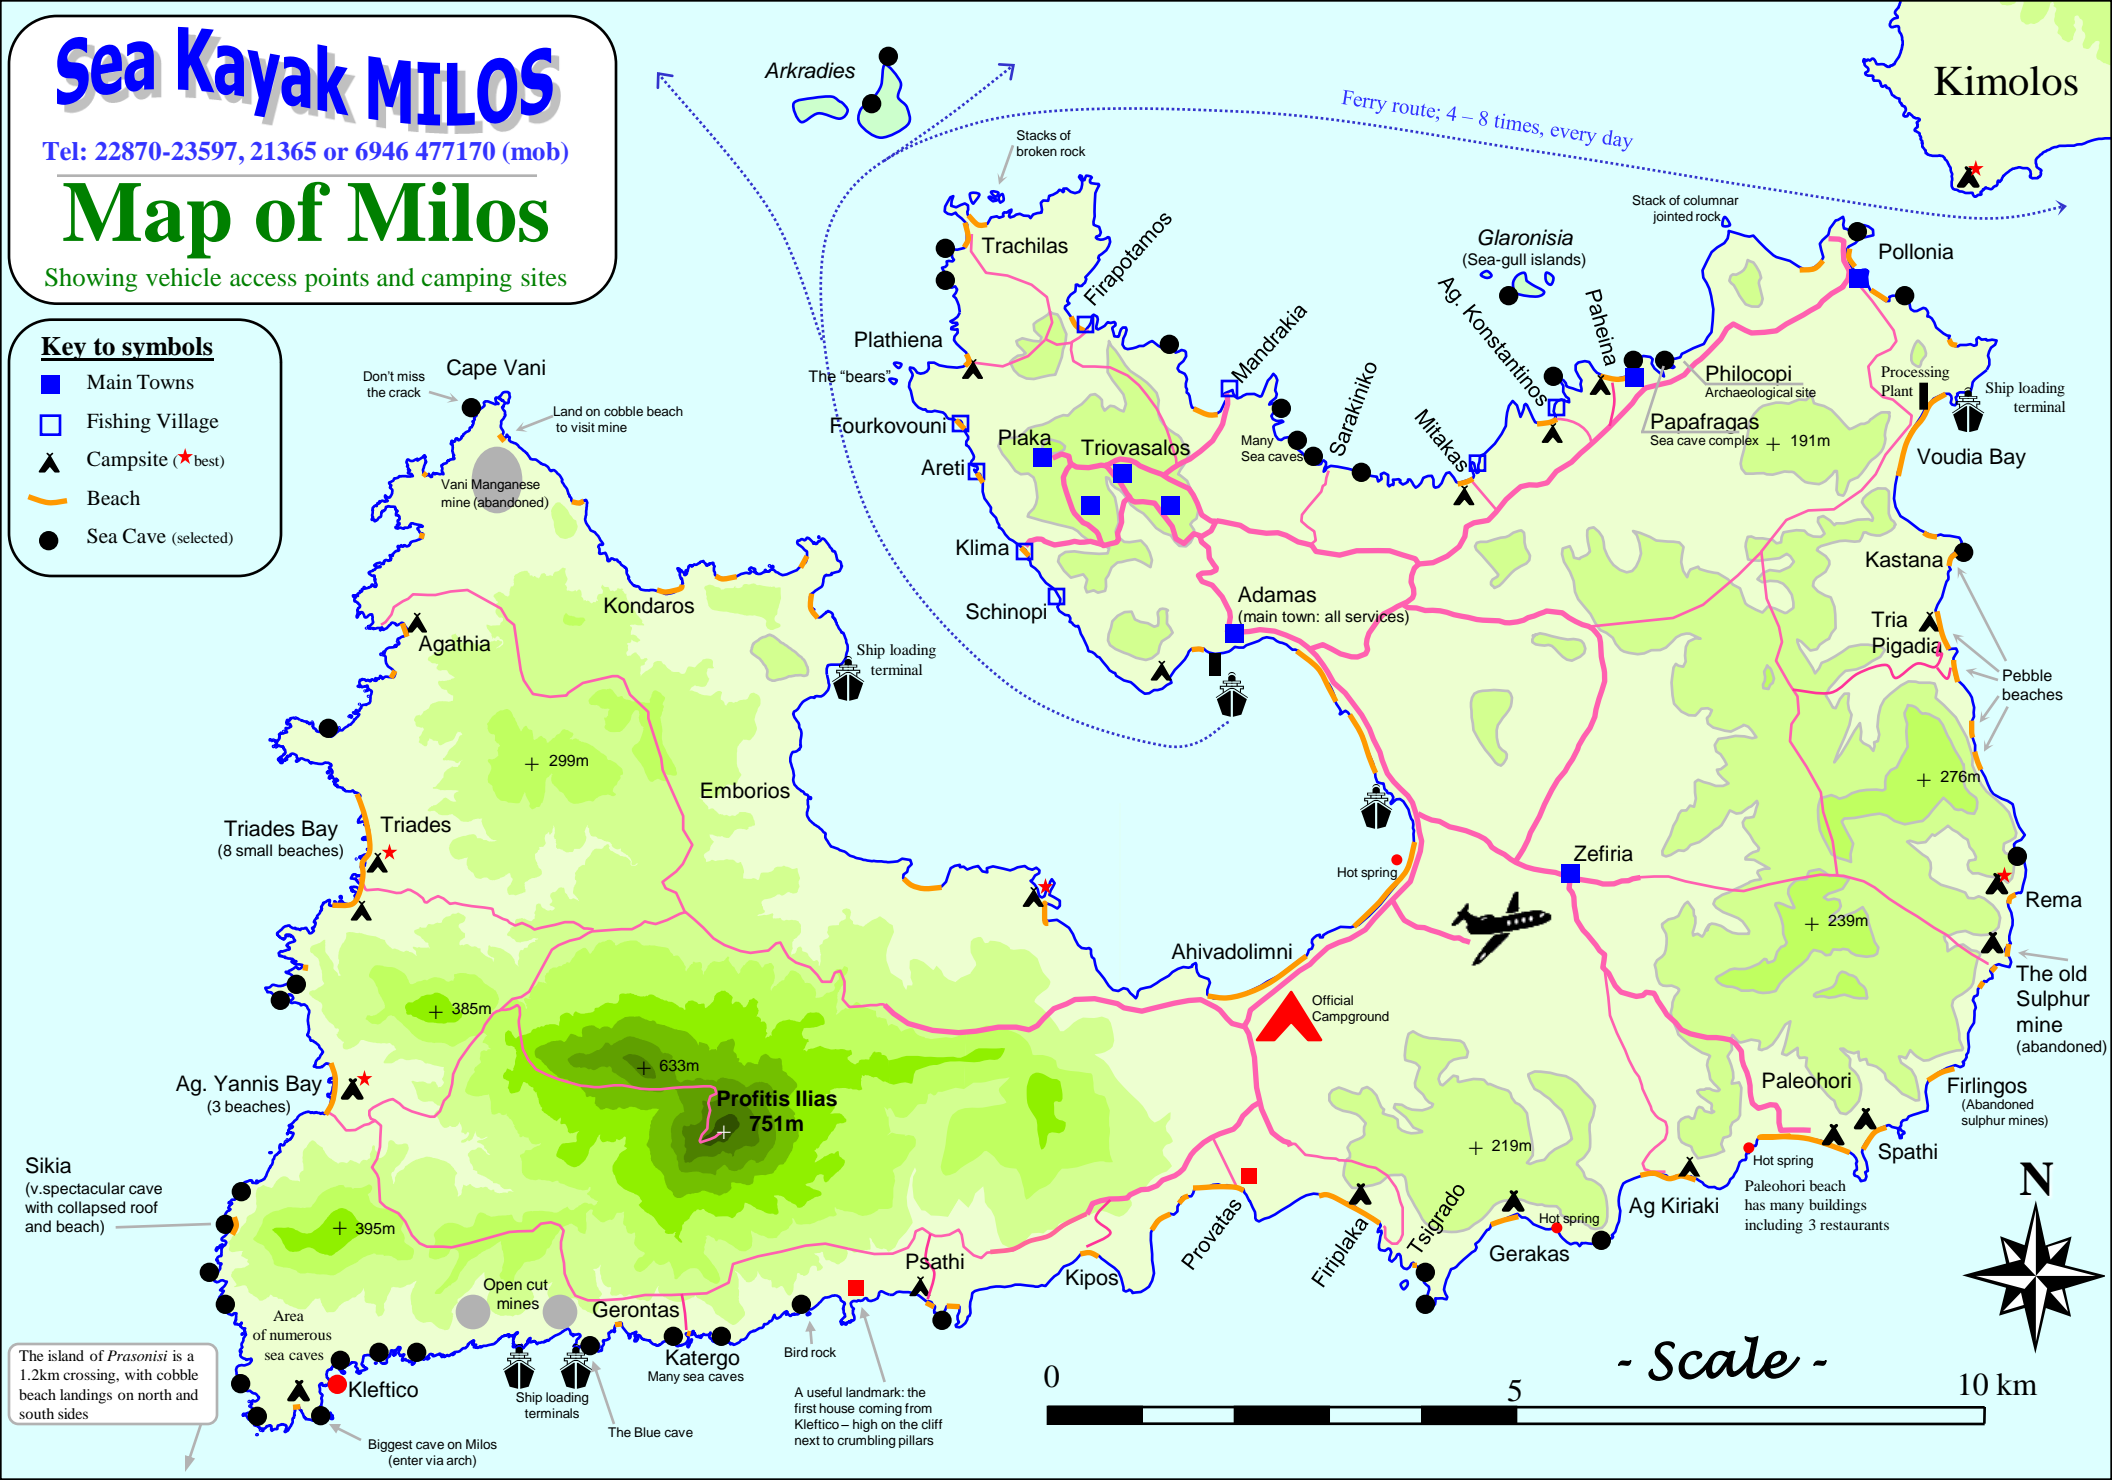 Sea Kayak MILOS
Tel: 22870-23597, 21365 or 6946 477170 (mob)
Map of Milos
Showing vehicle access points and camping sites
Key to symbols
Main Towns
Fishing Village
Campsite (best)
Beach
Sea Cave (selected)
Arkradies
Stacks of
broken rock
Ferry route; 4 – 8 times, every day
Kimolos
Stack of columnar
jointed rock
Glaronisia
(Sea-gull islands)
Pollonia
Trachilas
Firapotamos
Mandrakia
Sarakiniko
Ag. Konstantinos
Paheina
Mitakas
Plathiena
The “bears”
Fourkovouni
Areti
Plaka
Triovasalos
Many
Sea caves
Philocopi
Archaeological site
Papafragas
Sea cave complex
191m
Processing
Plant
Ship loading
terminal
Voudia Bay
Cape Vani
Don't miss
the crack
Land on cobble beach
to visit mine
Vani Manganese
mine (abandoned)
Klima
Schinopi
Adamas
(main town: all services)
Kastana
Tria
Pigadia
Pebble
beaches
Kondaros
Agathia
Ship loading
terminal
299m
Emborios
276m
Triades Bay
(8 small beaches)
Triades
Hot spring
Zefiria
Rema
239m
Ahivadolimni
Official
Campground
The old
Sulphur
mine
(abandoned)
385m
633m
Profitis Ilias
751m
Ag. Yannis Bay
(3 beaches)
Paleohori
Firlingos
(Abandoned
sulphur mines)
Sikia
(v.spectacular cave
with collapsed roof
and beach)
395m
219m
Spathi
Hot spring
Paleohori beach
has many buildings
including 3 restaurants
Ag Kiriaki
Hot spring
Gerakas
Tsigrado
Firiplaka
Provatas
Kipos
Psathi
N
Open cut
mines
Gerontas
Area
of numerous
sea caves
The island of Prasonisi is a
1.2km crossing, with cobble
beach landings on north and
south sides
Kleftico
Katergo
Many sea caves
Bird rock
Ship loading
terminals
The Blue cave
Biggest cave on Milos
(enter via arch)
A useful landmark: the
first house coming from
Kleftico – high on the cliff
next to crumbling pillars
- Scale -
0
5
10 km